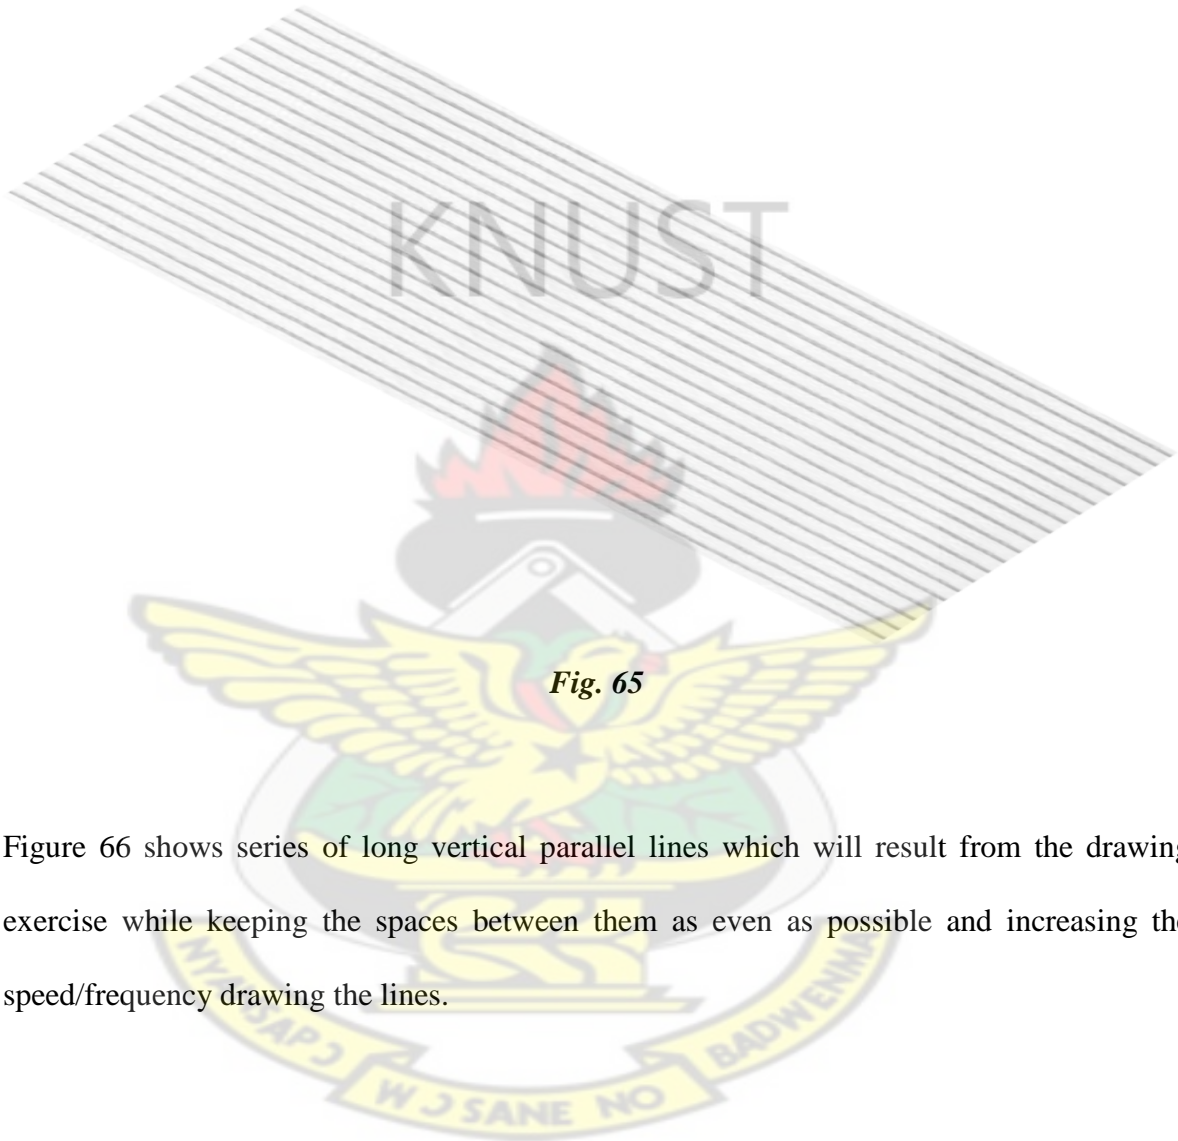 KNUST
Fig. 65
Figure 66 shows series of long vertical parallel lines which will result from the drawing
exercise while keeping the spaces between them as even as possible and increasing the
speed/frequency drawing the lines.
NYANSAPƆ
WƆ SANE NO
BADWENMA